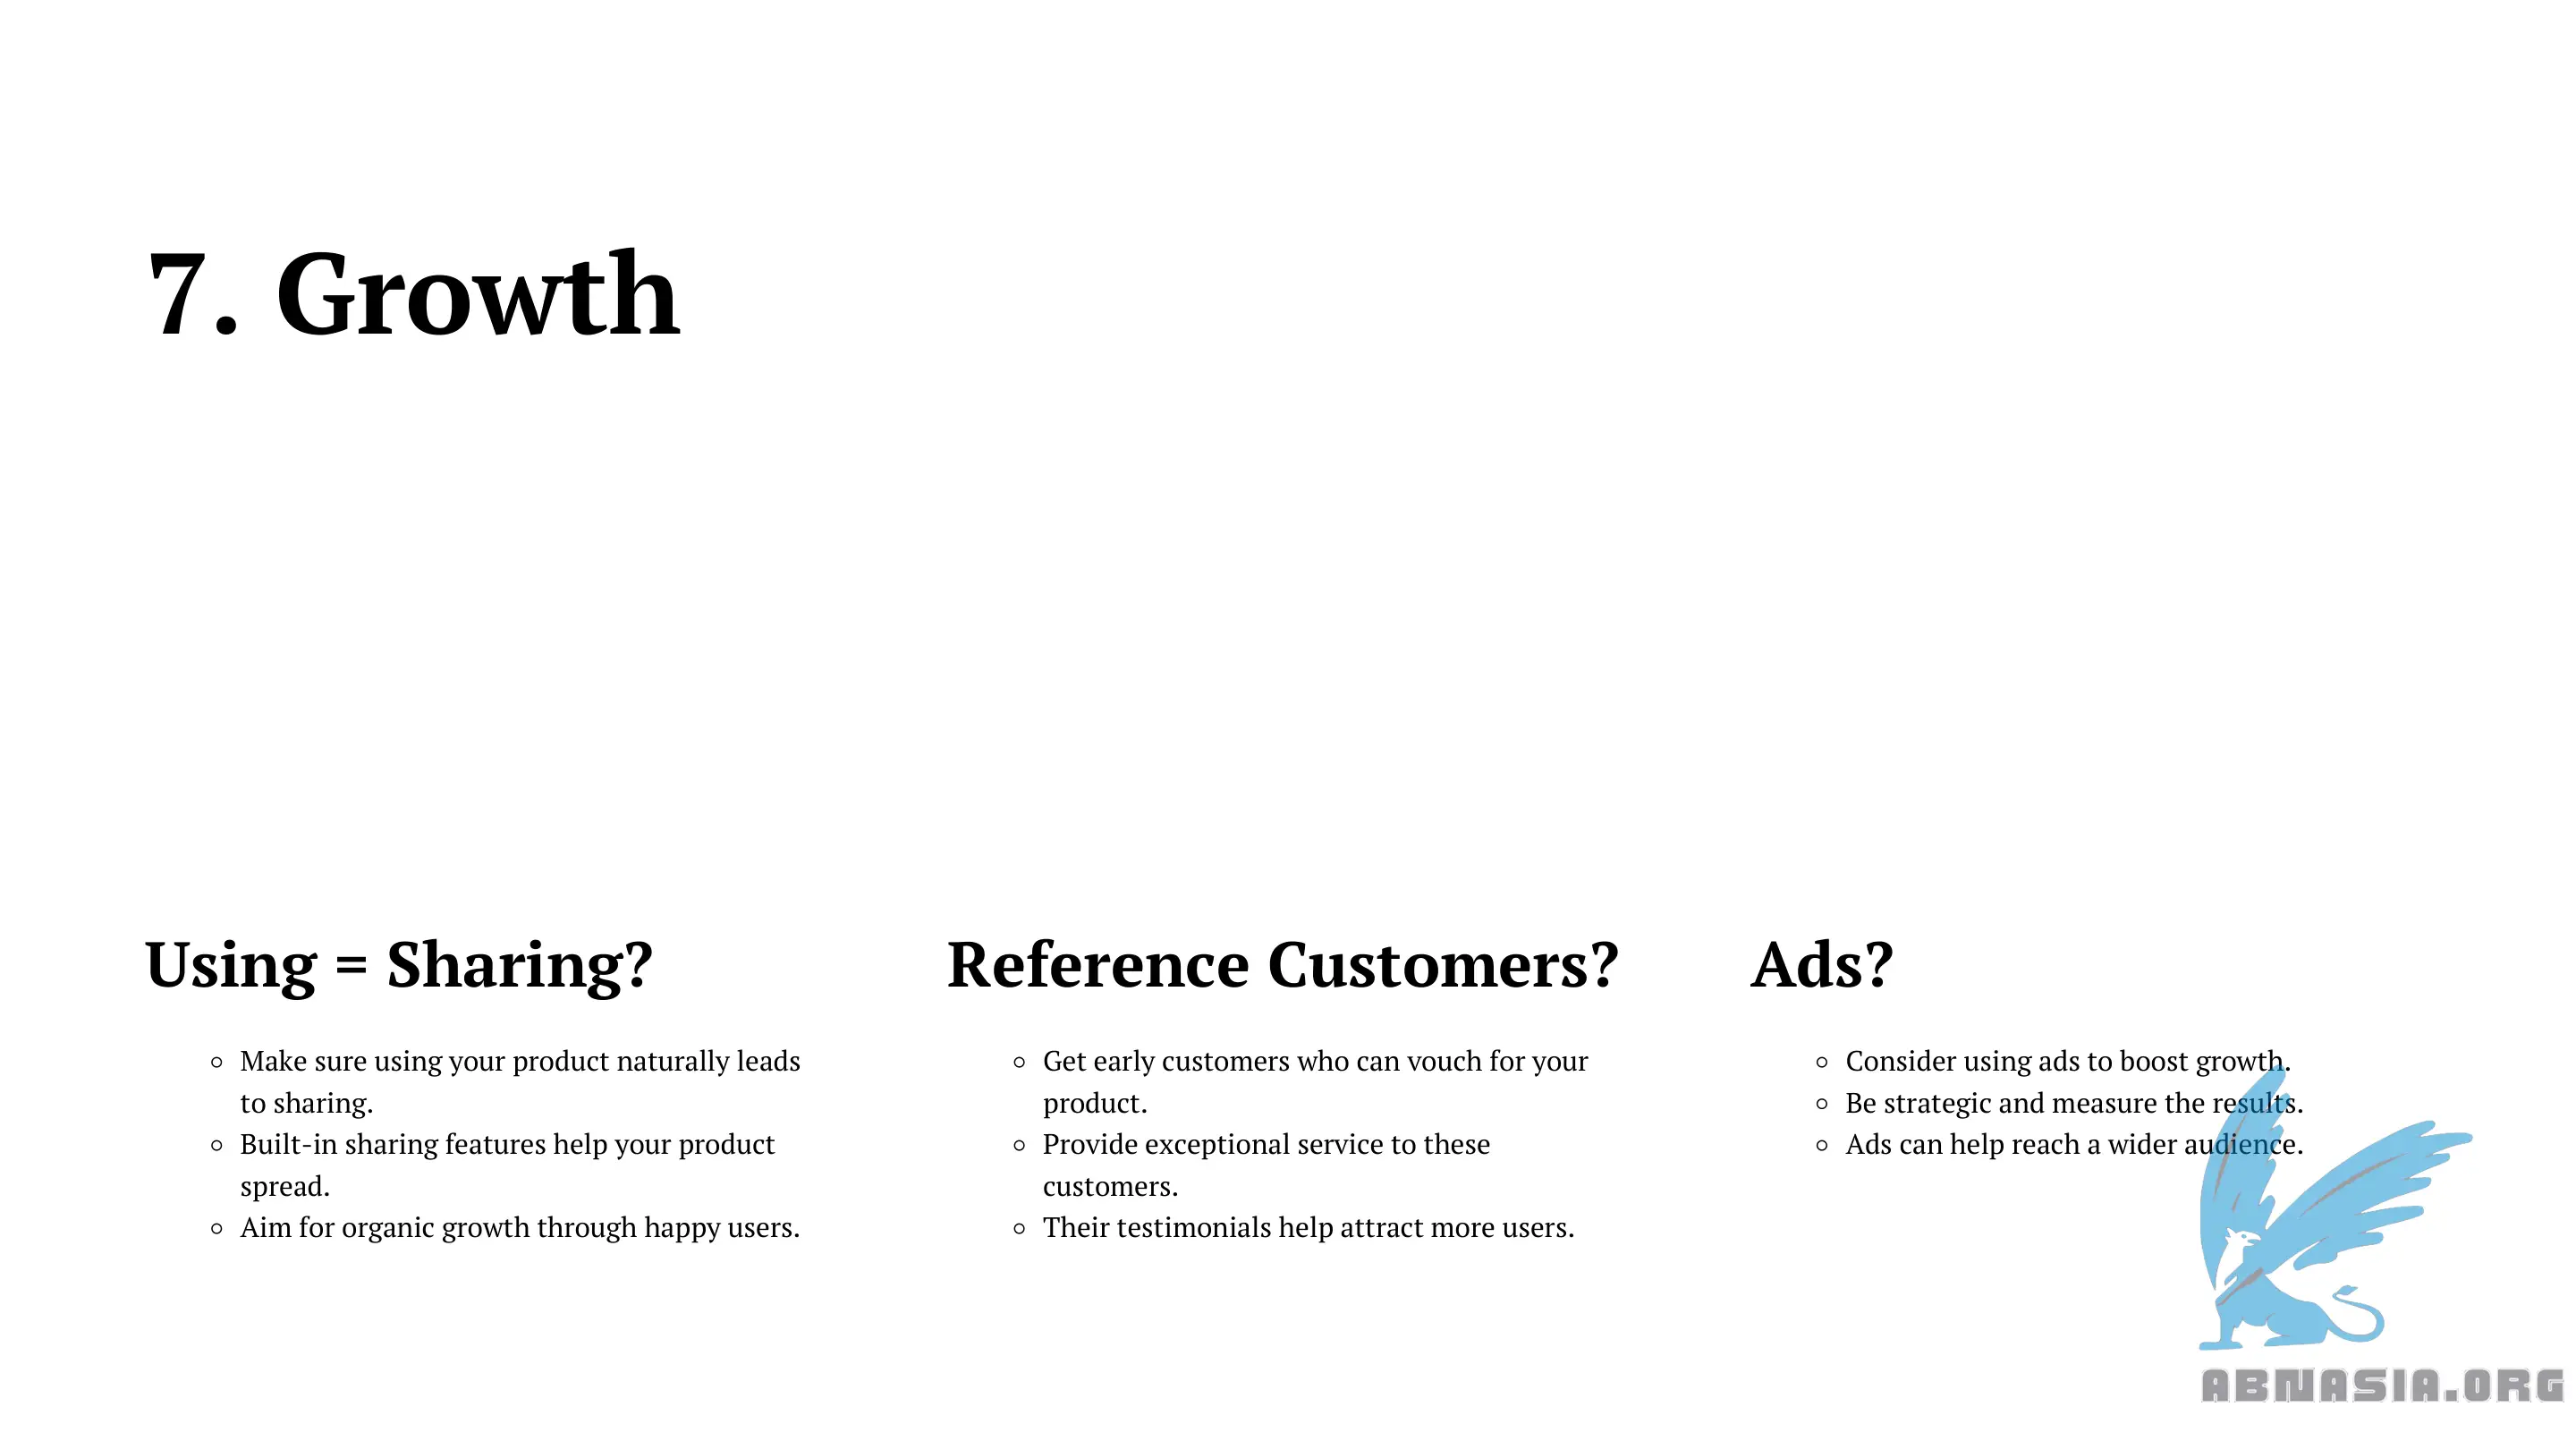 7. Growth
Using = Sharing?
Make sure using your product naturally leads
to sharing.
Built-in sharing features help your product
spread.
Aim for organic growth through happy users.
Reference Customers?
Get early customers who can vouch for your
product.
Provide exceptional service to these
customers.
Their testimonials help attract more users.
Ads?
Consider using ads to boost growth.
Be strategic and measure the results.
Ads can help reach a wider audience.
ABNASIA.ORG